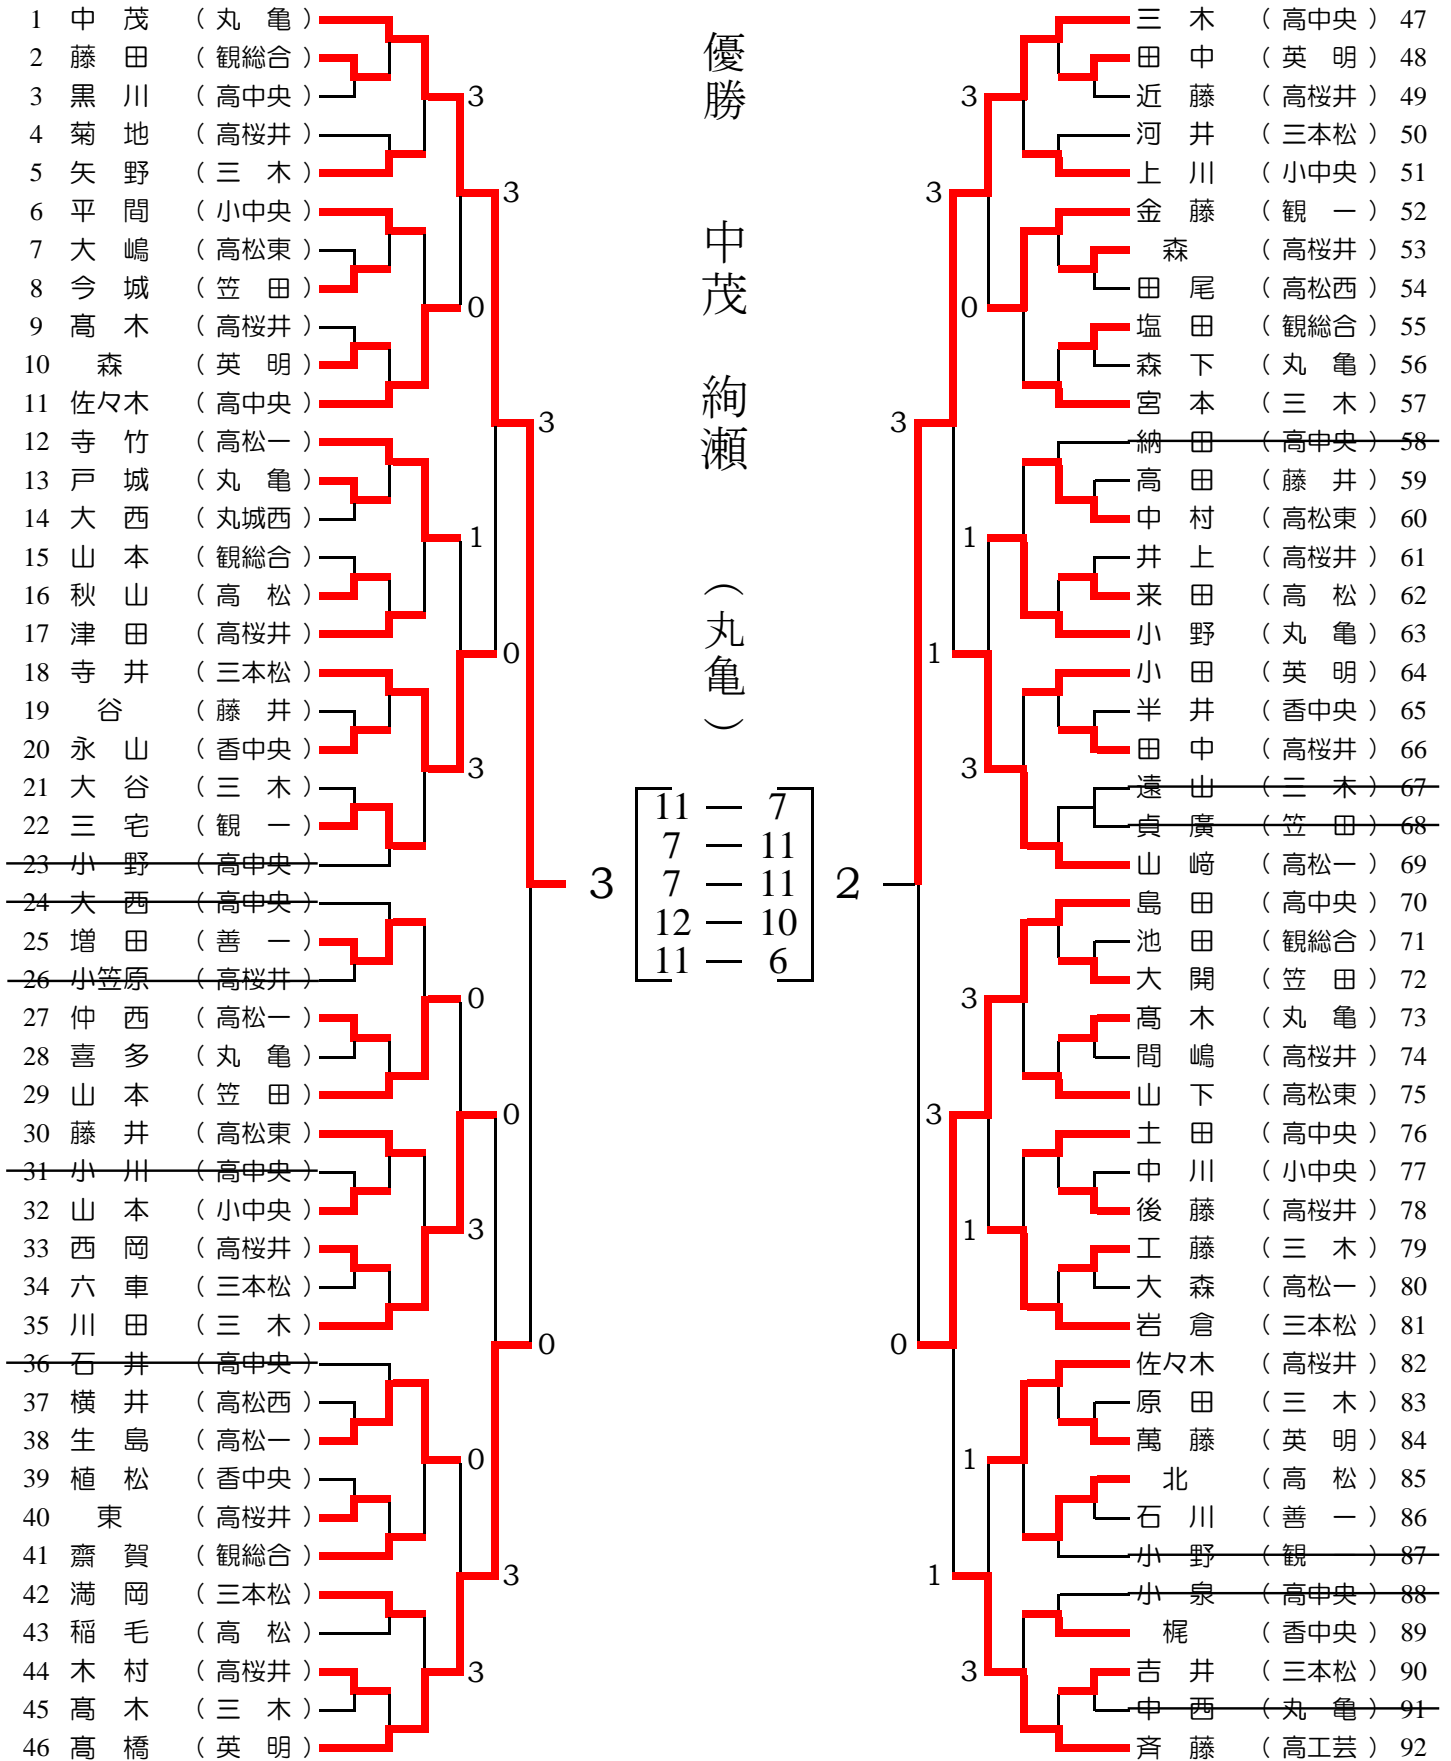 1 中 茂 （ 丸 亀 ）
2 藤 田 （ 観総合 ）
3 黒 川 （ 高中央 ）
4 菊 地 （ 高桜井 ）
5 矢 野 （ 三 木 ）
6 平 間 （ 小中央 ）
7 大 嶋 （ 高松東 ）
8 今 城 （ 笠 田 ）
9 髙 木 （ 高桜井 ）
10 森 （ 英 明 ）
11 佐々木 （ 高中央 ）
12 寺 竹 （ 高松一 ）
13 戸 城 （ 丸 亀 ）
14 大 西 （ 丸城西 ）
15 山 本 （ 観総合 ）
16 秋 山 （ 高 松 ）
17 津 田 （ 高桜井 ）
18 寺 井 （ 三本松 ）
19 谷 （ 藤 井 ）
20 永 山 （ 香中央 ）
21 大 谷 （ 三 木 ）
22 三 宅 （ 観 一 ）
23 小 野 （ 高中央 ）
24 大 西 （ 高中央 ）
25 増 田 （ 善 一 ）
26 小笠原 （ 高桜井 ）
27 仲 西 （ 高松一 ）
28 喜 多 （ 丸 亀 ）
29 山 本 （ 笠 田 ）
30 藤 井 （ 高松東 ）
31 小 川 （ 高中央 ）
32 山 本 （ 小中央 ）
33 西 岡 （ 高桜井 ）
34 六 車 （ 三本松 ）
35 川 田 （ 三 木 ）
36 石 井 （ 高中央 ）
37 横 井 （ 高松西 ）
38 生 島 （ 高松一 ）
39 植 松 （ 香中央 ）
40 東 （ 高桜井 ）
41 齋 賀 （ 観総合 ）
42 満 岡 （ 三本松 ）
43 稲 毛 （ 高 松 ）
44 木 村 （ 高桜井 ）
45 髙 木 （ 三 木 ）
46 髙 橋 （ 英 明 ）
3
0
1
3
0
3
0
3
3
0
0
3
3
0
優勝 中茂 絢瀬 （丸亀）
3
11 ― 7
7 ― 11
7 ― 11
12 ― 10
11 ― 6
2
3
0
3
1
3
0
1
3
1
3
3
1
1
3
三 木 （ 高中央 ） 47
田 中 （ 英 明 ） 48
近 藤 （ 高桜井 ） 49
河 井 （ 三本松 ） 50
上 川 （ 小中央 ） 51
金 藤 （ 観 一 ） 52
森 （ 高桜井 ） 53
田 尾 （ 高松西 ） 54
塩 田 （ 観総合 ） 55
森 下 （ 丸 亀 ） 56
宮 本 （ 三 木 ） 57
納 田 （ 高中央 ） 58
高 田 （ 藤 井 ） 59
中 村 （ 高松東 ） 60
井 上 （ 高桜井 ） 61
来 田 （ 高 松 ） 62
小 野 （ 丸 亀 ） 63
小 田 （ 英 明 ） 64
半 井 （ 香中央 ） 65
田 中 （ 高桜井 ） 66
遠 山 （ 三 木 ） 67
貞 廣 （ 笠 田 ） 68
山 﨑 （ 高松一 ） 69
島 田 （ 高中央 ） 70
池 田 （ 観総合 ） 71
大 開 （ 笠 田 ） 72
髙 木 （ 丸 亀 ） 73
間 嶋 （ 高桜井 ） 74
山 下 （ 高松東 ） 75
土 田 （ 高中央 ） 76
中 川 （ 小中央 ） 77
後 藤 （ 高桜井 ） 78
工 藤 （ 三 木 ） 79
大 森 （ 高松一 ） 80
岩 倉 （ 三本松 ） 81
佐々木 （ 高桜井 ） 82
原 田 （ 三 木 ） 83
萬 藤 （ 英 明 ） 84
北 （ 高 松 ） 85
石 川 （ 善 一 ） 86
小 野 （ 観 ） 87
小 泉 （ 高中央 ） 88
梶 （ 香中央 ） 89
吉 井 （ 三本松 ） 90
中 西 （ 丸 亀 ） 91
斉 藤 （ 高工芸 ） 92